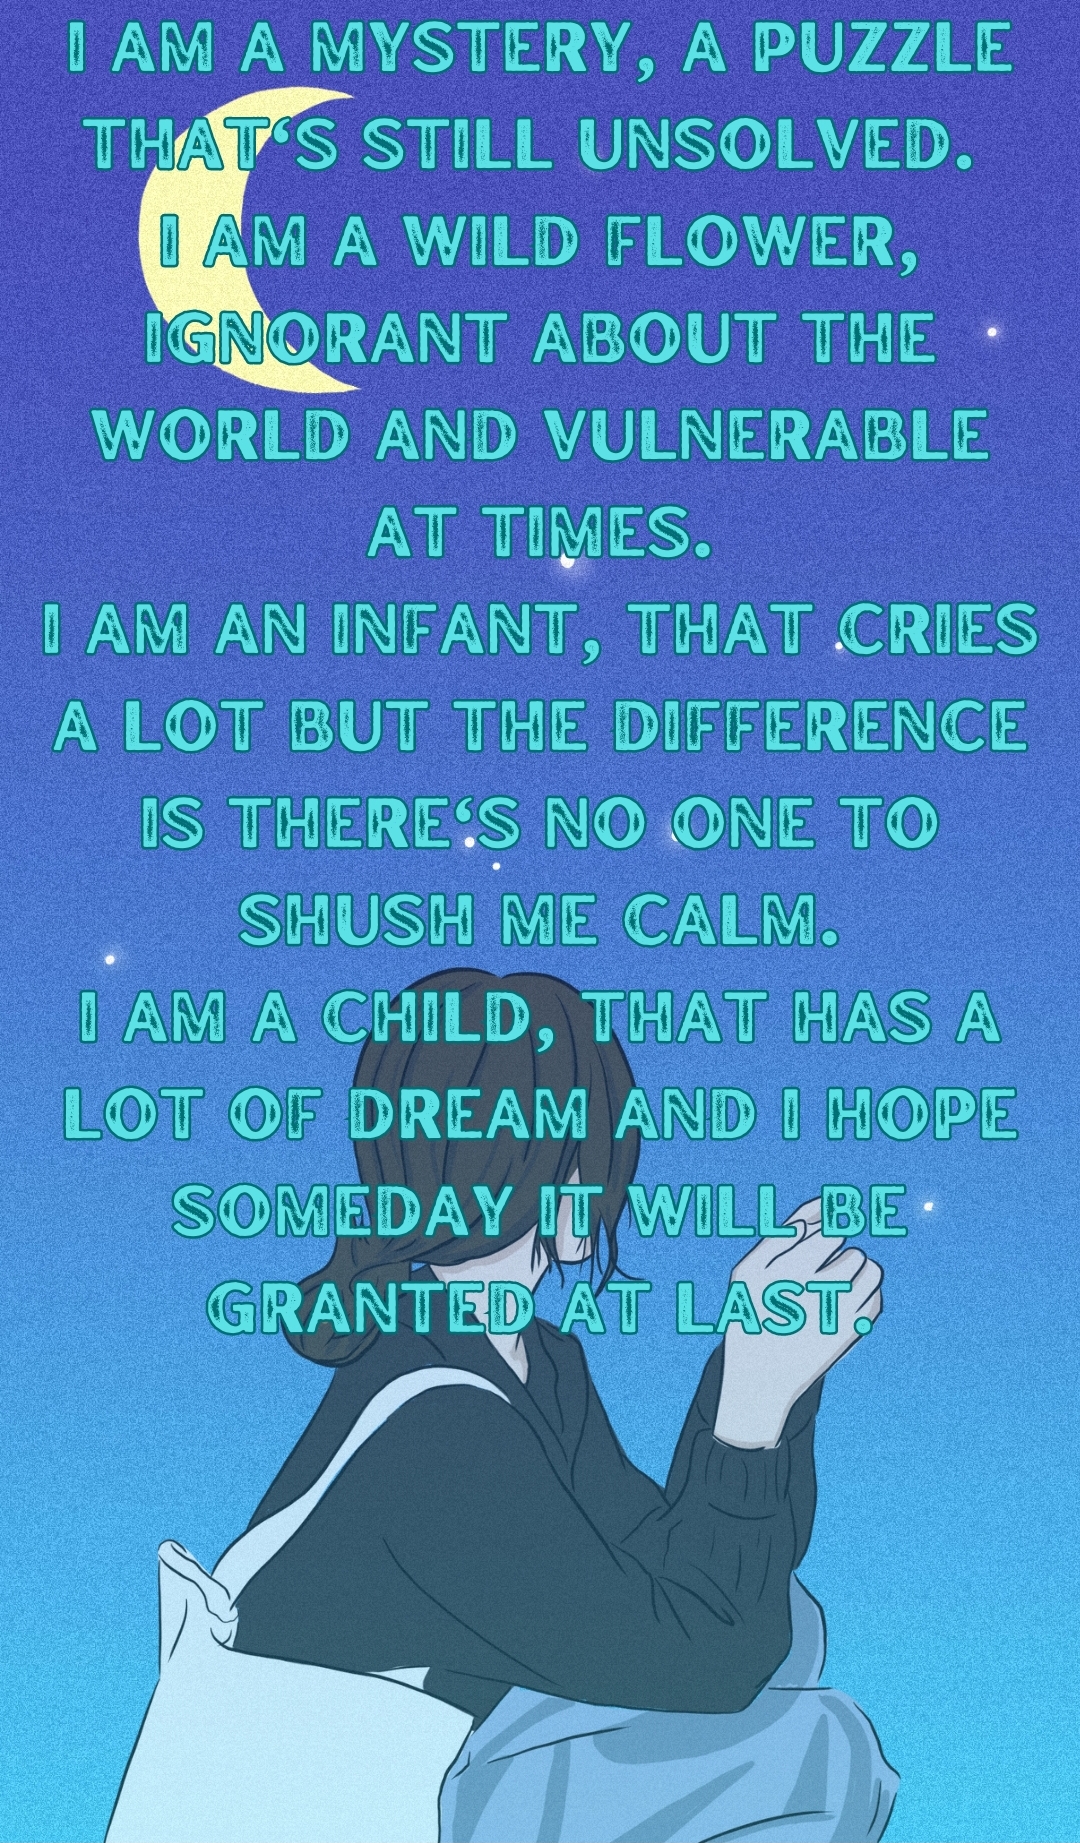 I AM A MYSTERY, A PUZZLE
THAT‘S STILL UNSOLVED.
I AM A WILD FLOWER,
IGNORANT ABOUT THE
WORLD AND VULNERABLE
AT TIMES.
I AM AN INFANT, THAT CRIES
A LOT BUT THE DIFFERENCE
IS THERE‘S NO ONE TO
SHUSH ME CALM.
I AM A CHILD, THAT HAS A
LOT OF DREAM AND I HOPE
SOMEDAY IT WILL BE
GRANTED AT LAST.